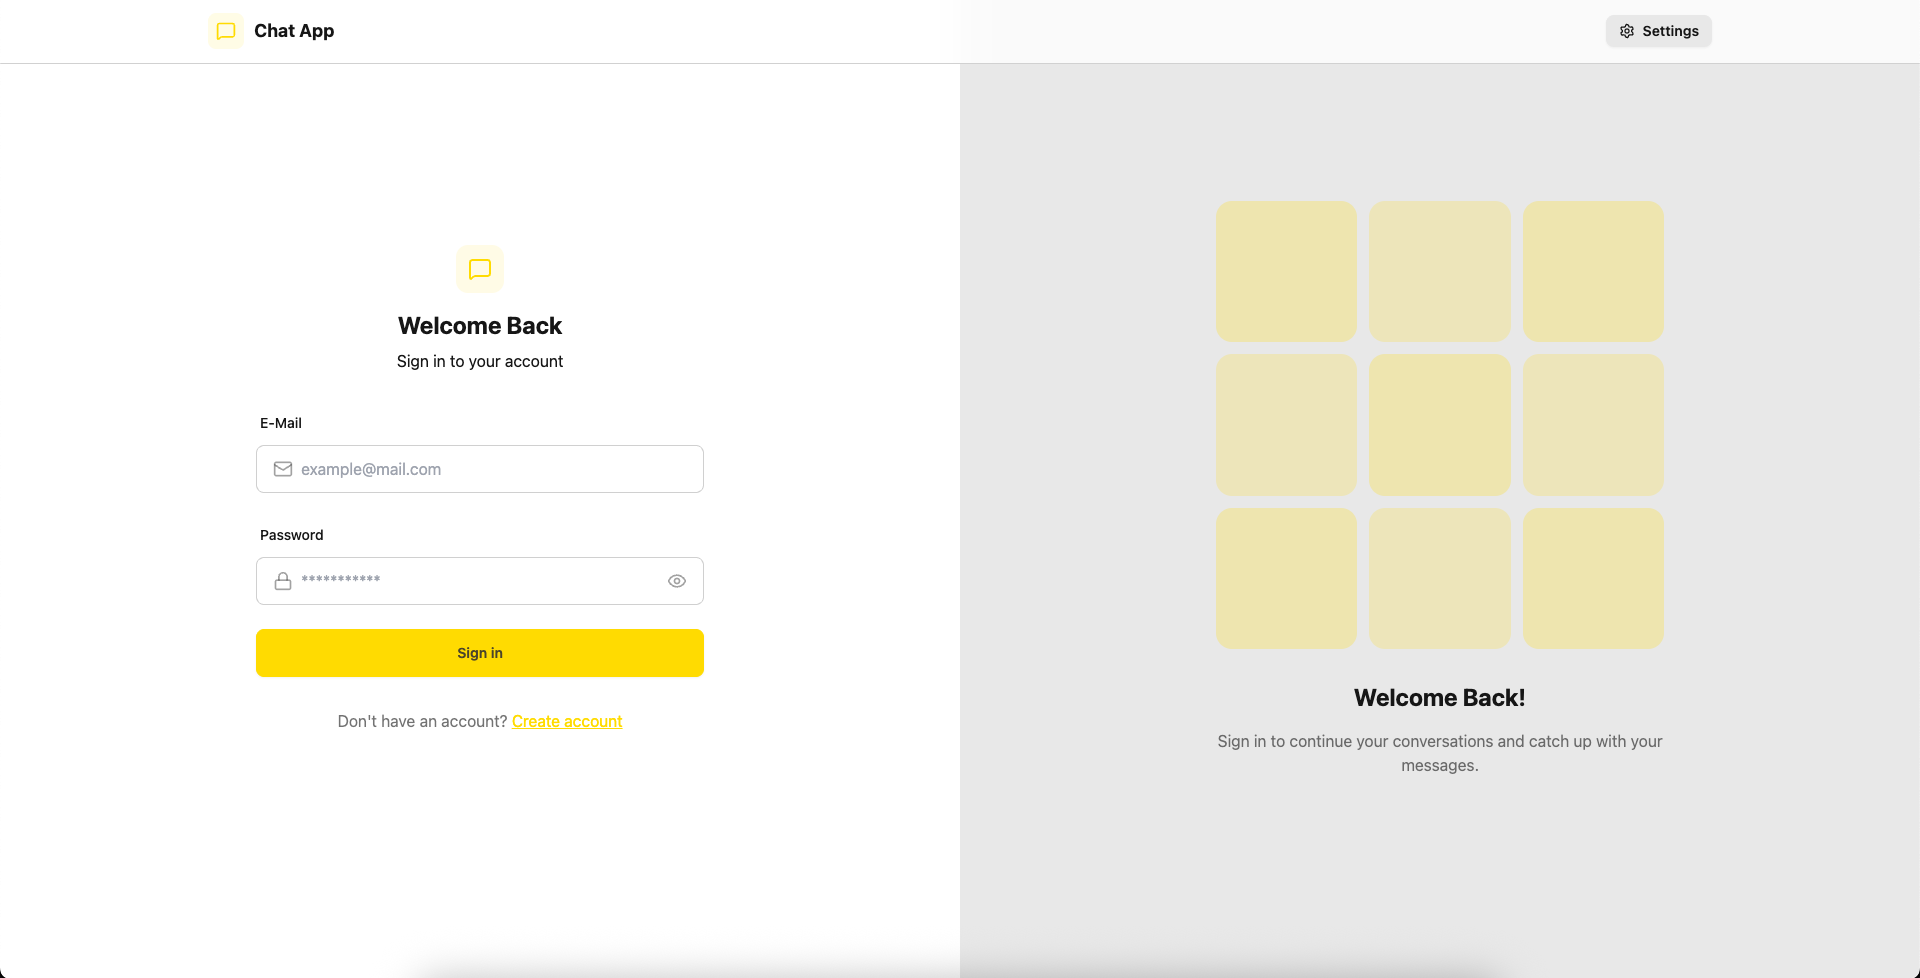 Chat App
Settings
Welcome Back
Sign in to your account
E-Mail
example@mail.com
Password
***********
Sign in
Don't have an account? Create account
Welcome Back!
Sign in to continue your conversations and catch up with your
messages.